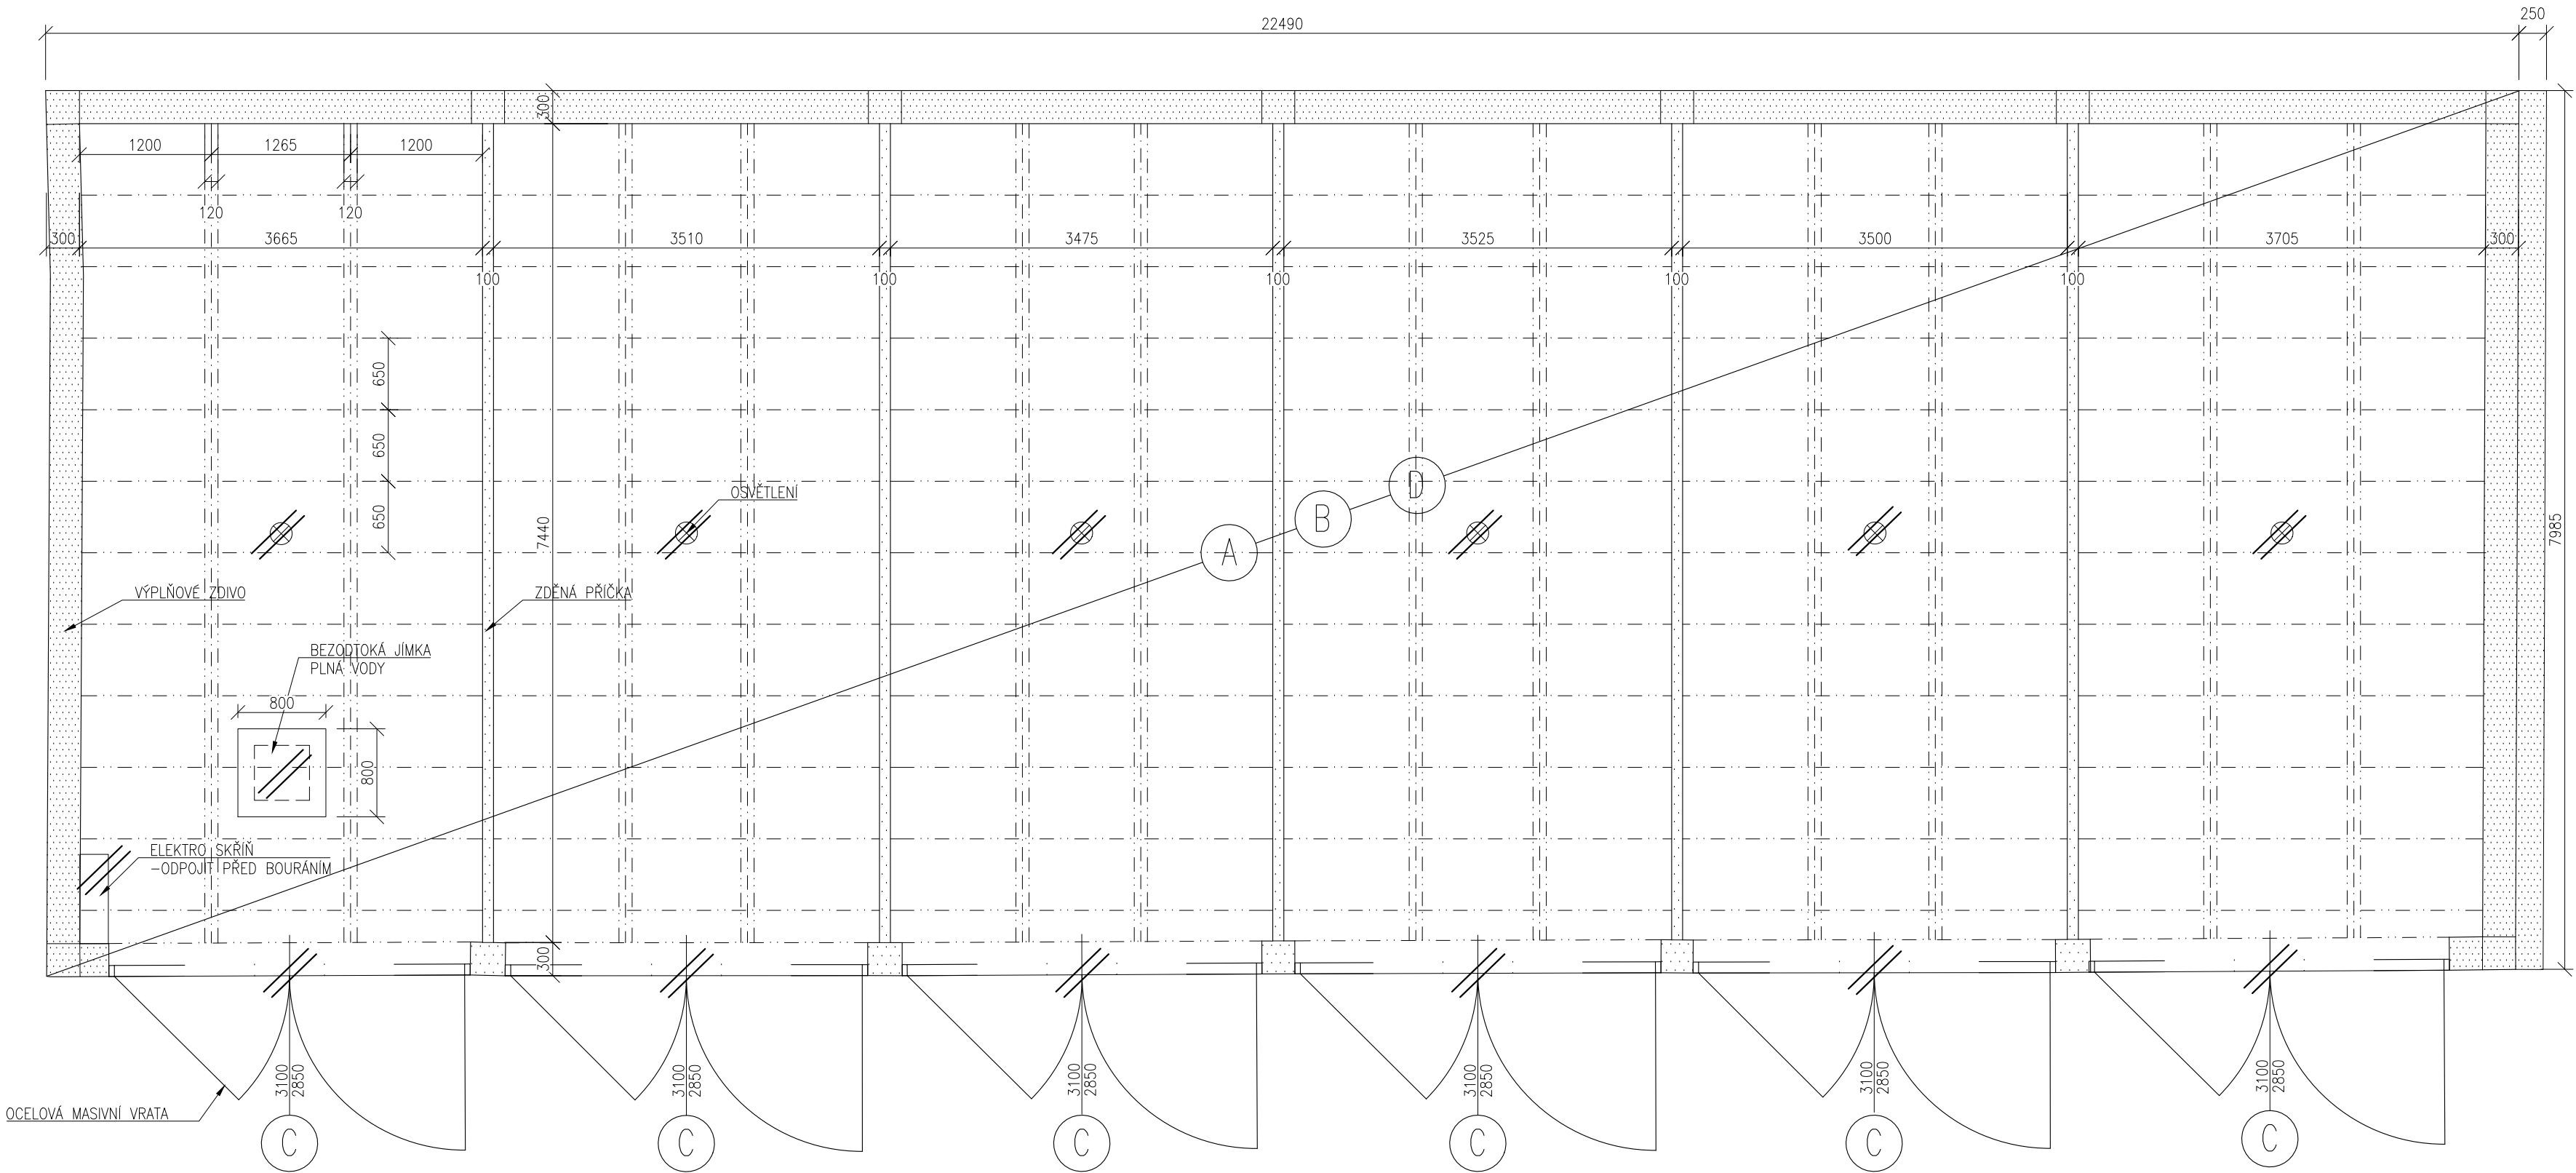 22490
250
300
1200
1265
1200
120
120
300
3665
3510
3475
3525
3500
3705
300
100
100
100
100
100
650
650
650
7440
7985
OSVĚTLENÍ
A
B
D
VÝPLŇOVÉ ZDIVO
ZDĚNÁ PŘÍČKA
BEZODTOKÁ JÍMKA
PLNÁ VODY
800
800
ELEKTRO SKŘÍŇ
-ODPOJIT PŘED BOURÁNÍM
300
3100
2850
3100
2850
3100
2850
3100
2850
3100
2850
3100
2850
OCELOVÁ MASIVNÍ VRATA
C
C
C
C
C
C